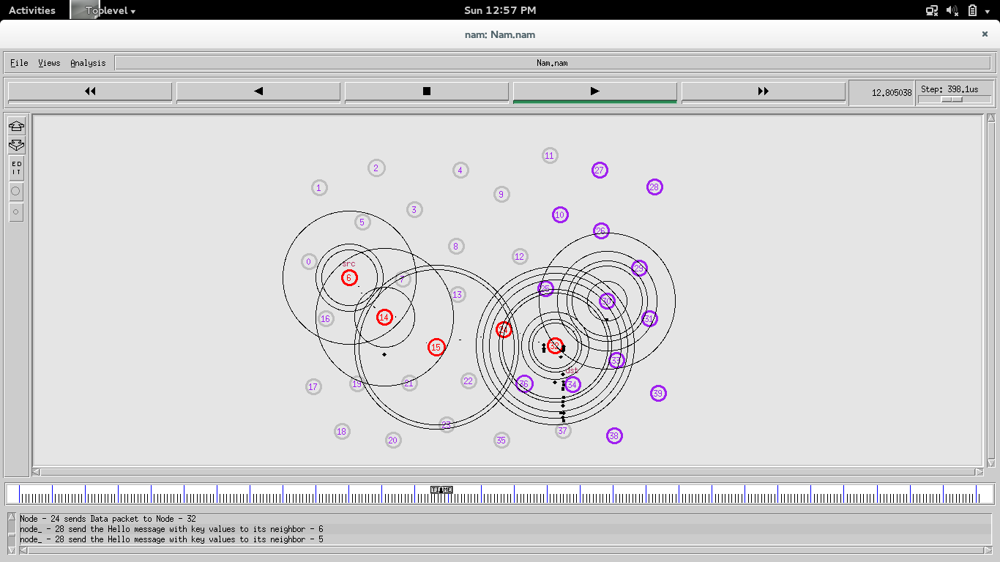 Activities Toplevel Sun 12:57 PM
nam: Nam.nam ×
File Views Analysis Nam.nam
12.805038 Step: 398.1us
11
2 4 27
1 28
9
3 10
5 26
8
12
0 src 29
6 7
25
13 30
14 16 31
24
15 32
33
dst
17 19 21 22 36 34
39
23
18 37
20 35 38
ED
IT
TIME
Node - 24 sends Data packet to Node - 32
node_ - 28 send the Hello message with key values to its neighbor - 6
node_ - 28 send the Hello message with key values to its neighbor - 5